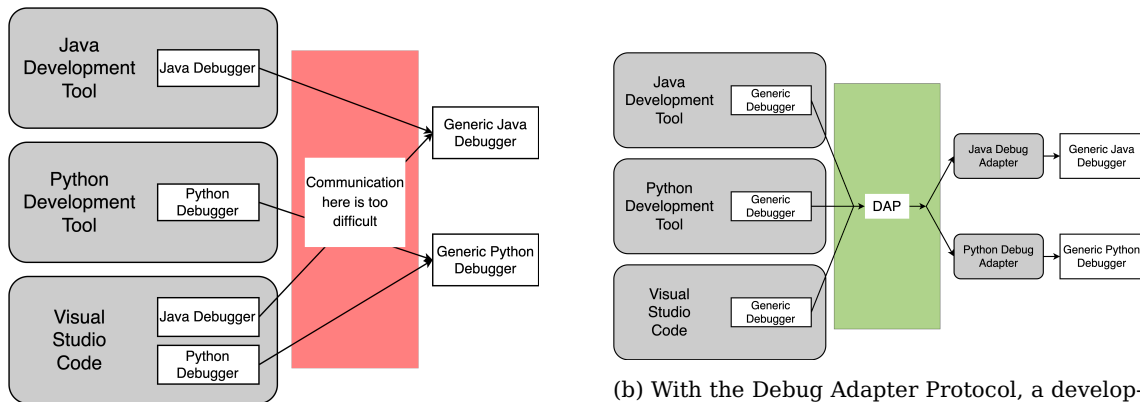 Java
Development
Tool
Java Debugger
Python
Development
Tool
Python
Debugger
Visual
Studio
Code
Java Debugger
Python
Debugger
Communication
here is too
difficult
Generic Java
Debugger
Generic Python
Debugger
Java
Development
Tool
Generic
Debugger
Python
Development
Tool
Generic
Debugger
Visual
Studio
Code
Generic
Debugger
DAP
Java Debug
Adapter
Generic Java
Debugger
Python Debug
Adapter
Generic Python
Debugger
(b) With the Debug Adapter Protocol, a develop-